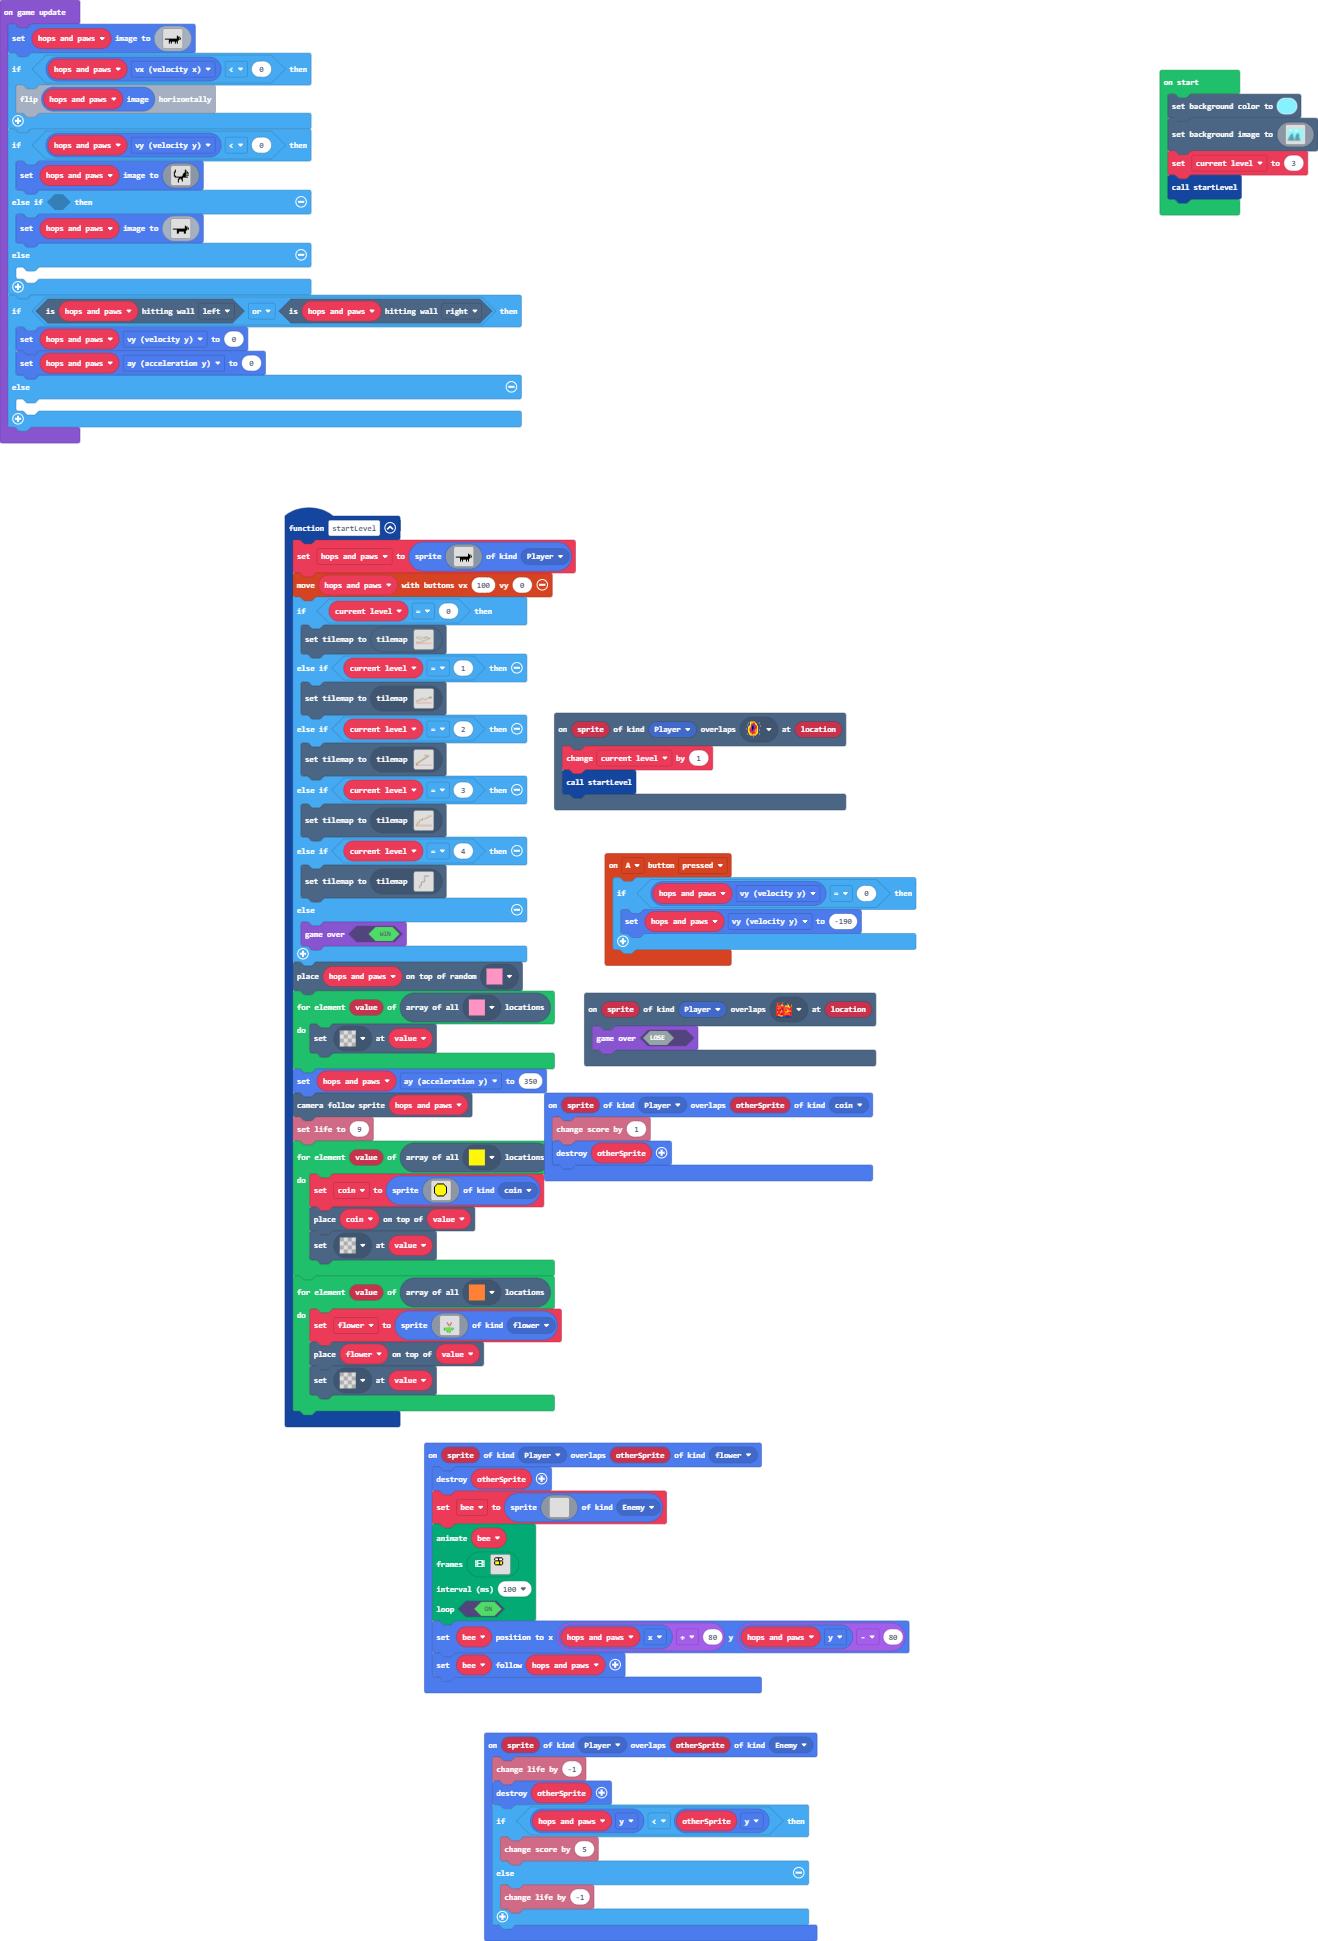 on game update
set hops and paws image to
if hops and paws vx (velocity x) < 0 then
flip hops and paws image horizontally
if hops and paws vy (velocity y) < 0 then
set hops and paws image to
else if then
set hops and paws image to
else
if is hops and paws hitting wall left or is hops and paws hitting wall right then
set hops and paws vy (velocity y) to 0
set hops and paws ay (acceleration y) to 0
else
on start
set background color to
set background image to
set current level to 3
call startLevel
function startLevel
set hops and paws to sprite of kind Player
move hops and paws with buttons vx 100 vy 0
if current level = 0 then
set tilemap to tilemap
else if current level = 1 then
set tilemap to tilemap
else if current level = 2 then
set tilemap to tilemap
else if current level = 3 then
set tilemap to tilemap
else if current level = 4 then
set tilemap to tilemap
else
game over WIN
place hops and paws on top of random
for element value of array of all locations
do
set at value
set hops and paws ay (acceleration y) to 350
camera follow sprite hops and paws
set life to 9
for element value of array of all locations
do
set coin to sprite of kind coin
place coin on top of value
set at value
for element value of array of all locations
do
set flower to sprite of kind flower
place flower on top of value
set at value
on sprite of kind Player overlaps at location
change current level by 1
call startLevel
on A button pressed
if hops and paws vy (velocity y) = 0 then
set hops and paws vy (velocity y) to -190
on sprite of kind Player overlaps at location
game over LOSE
on sprite of kind Player overlaps otherSprite of kind coin
change score by 1
destroy otherSprite
on sprite of kind Player overlaps otherSprite of kind flower
destroy otherSprite
set bee to sprite of kind Enemy
animate bee
frames
interval (ms) 100
loop ON
set bee position to x hops and paws x + 80 y hops and paws y - 80
set bee follow hops and paws
on sprite of kind Player overlaps otherSprite of kind Enemy
change life by -1
destroy otherSprite
if hops and paws y < otherSprite y then
change score by 5
else
change life by -1